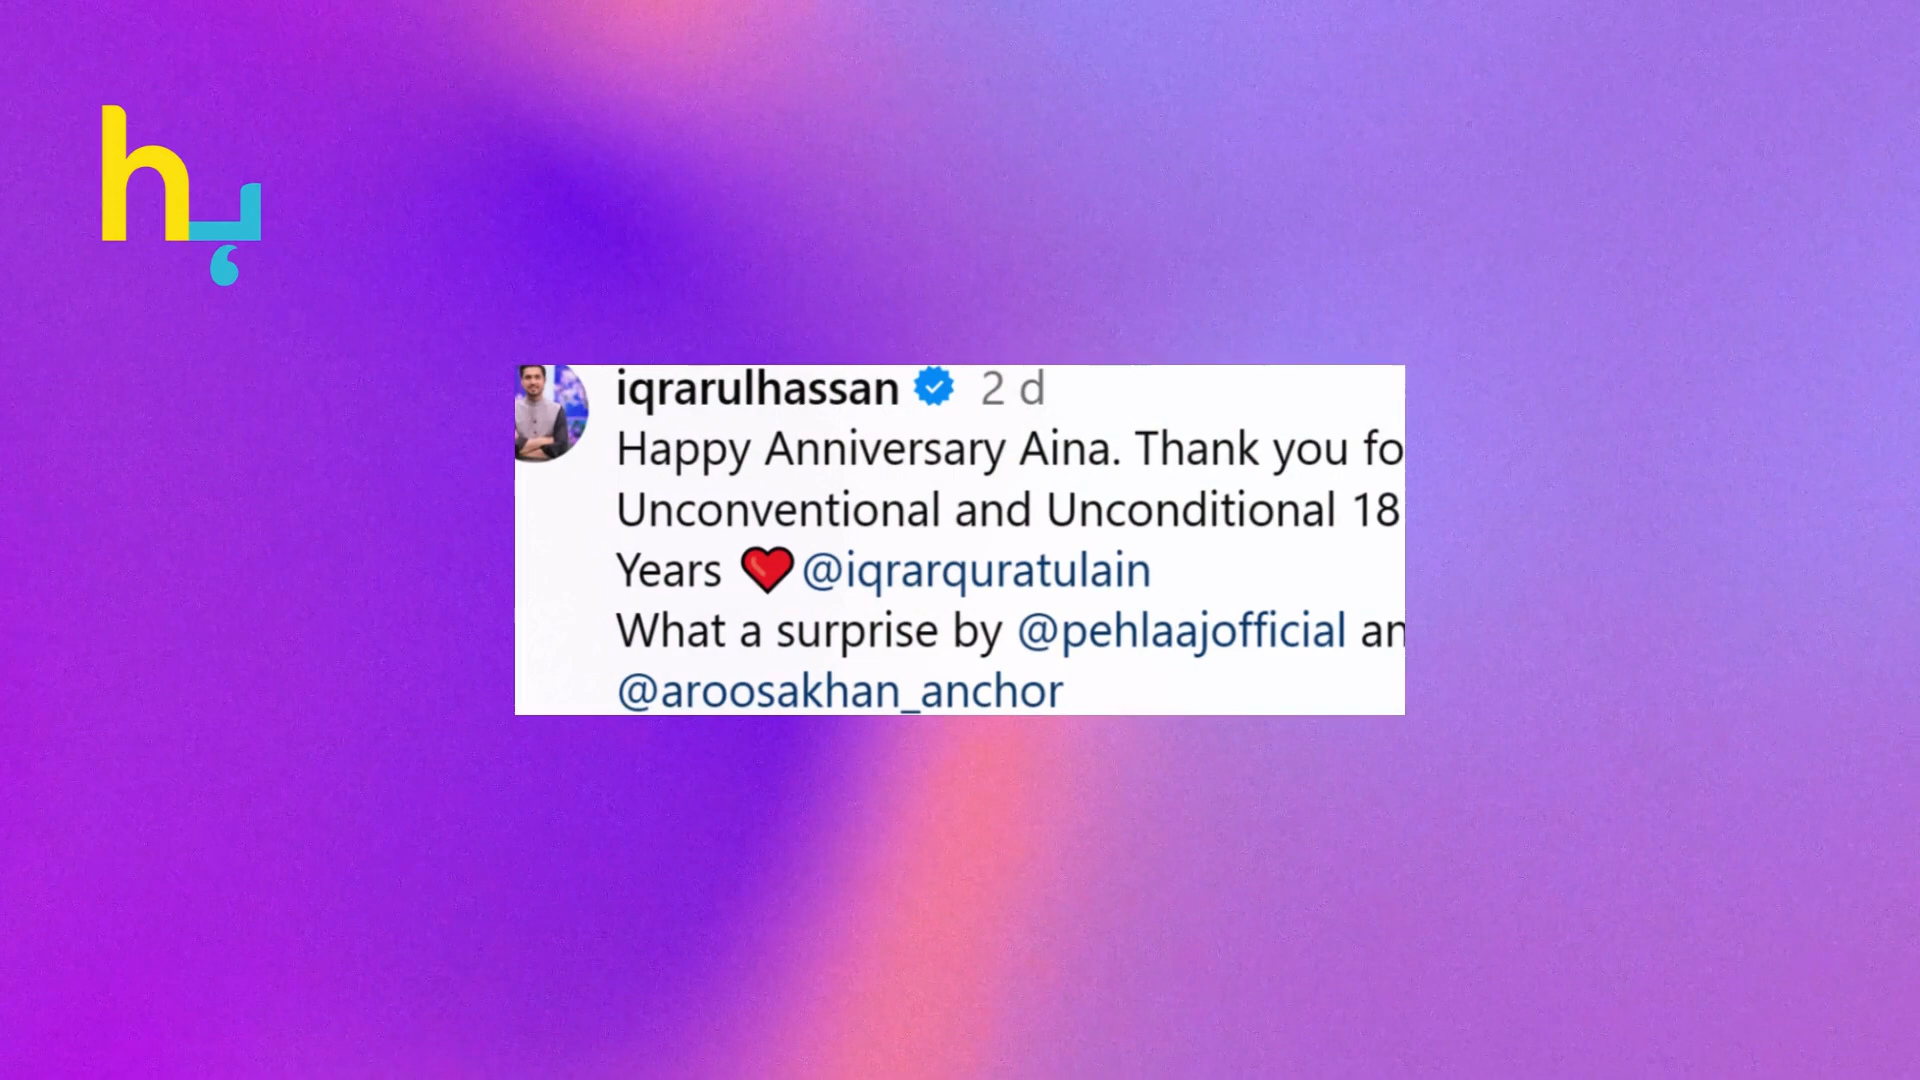 h
iqrarulhassan 2 d
Happy Anniversary Aina. Thank you fo
Unconventional and Unconditional 18
Years ❤️@iqrarquratulain
What a surprise by @pehlaajofficial an
@aroosakhan_anchor